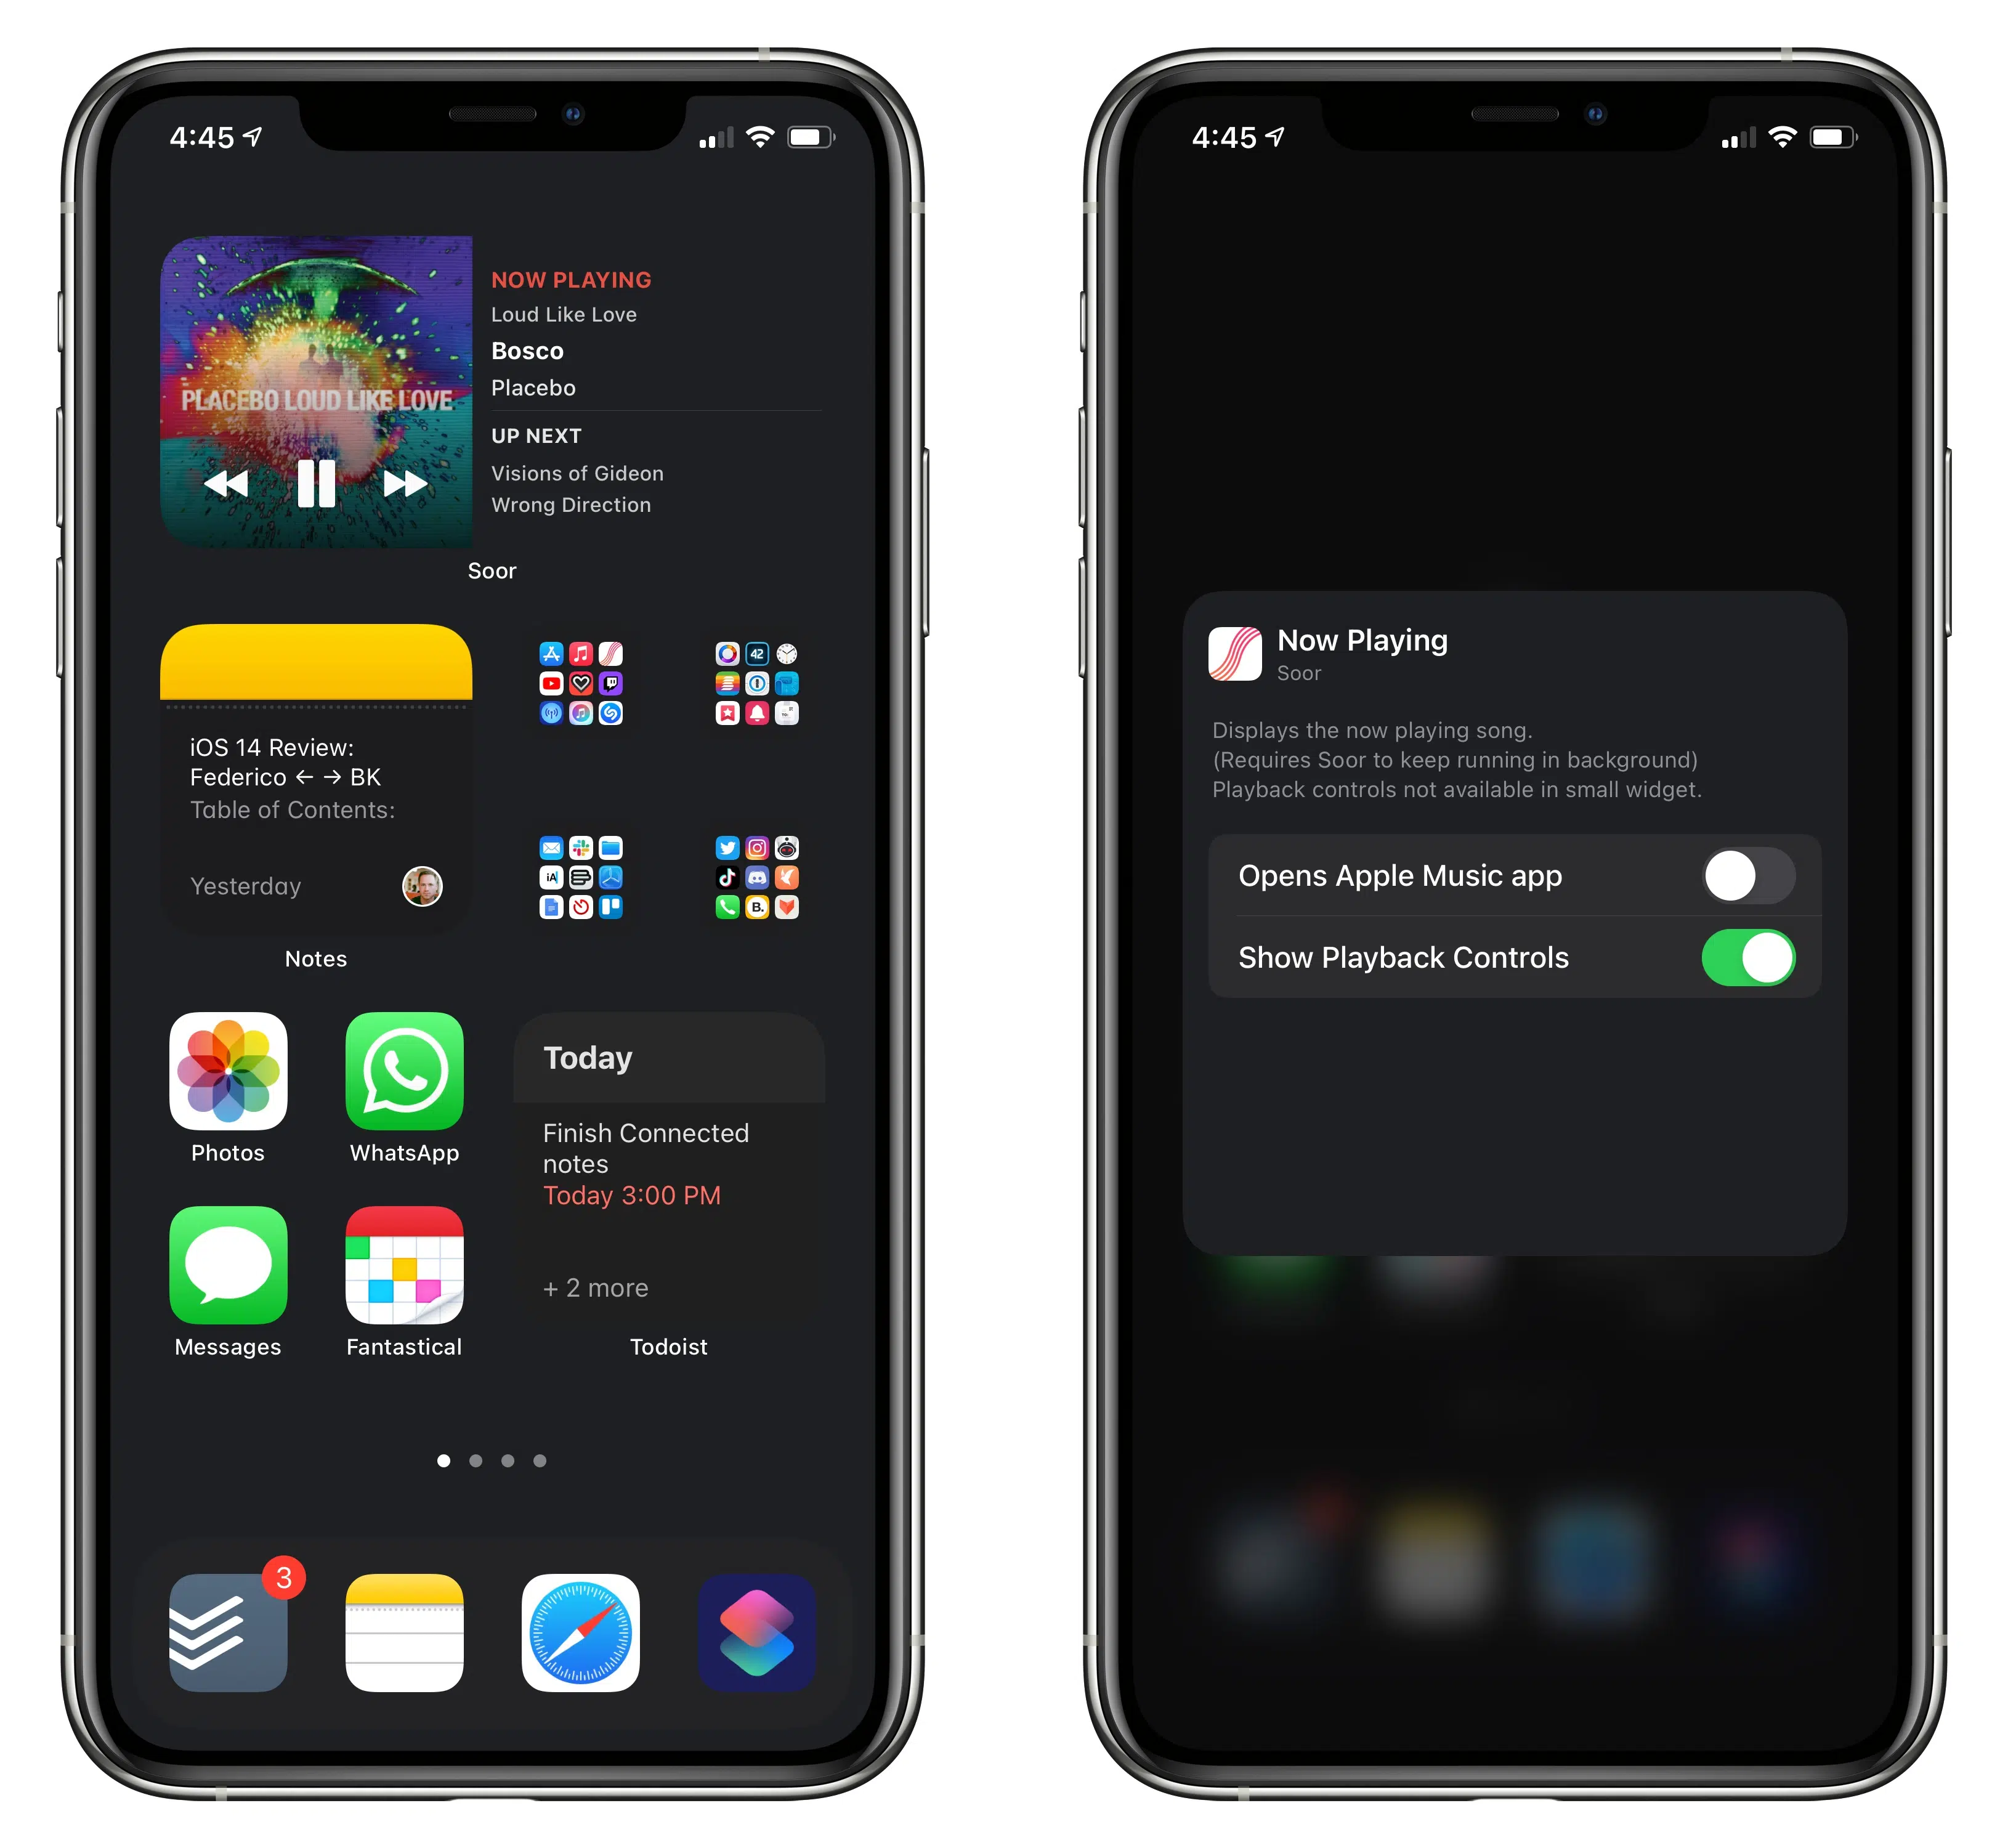 4:45
NOW PLAYING
Loud Like Love
Bosco
Placebo
PLACEBO LOUD LIKE LOVE
UP NEXT
Visions of Gideon
Wrong Direction
Soor
iOS 14 Review:
Federico ← → BK
Table of Contents:
Yesterday
Notes
42
iA
B.
Photos
WhatsApp
Today
Finish Connected
notes
Today 3:00 PM
+ 2 more
Messages
Fantastical
Todoist
3
4:45
Now Playing
Soor
Displays the now playing song.
(Requires Soor to keep running in background)
Playback controls not available in small widget.
Opens Apple Music app
Show Playback Controls